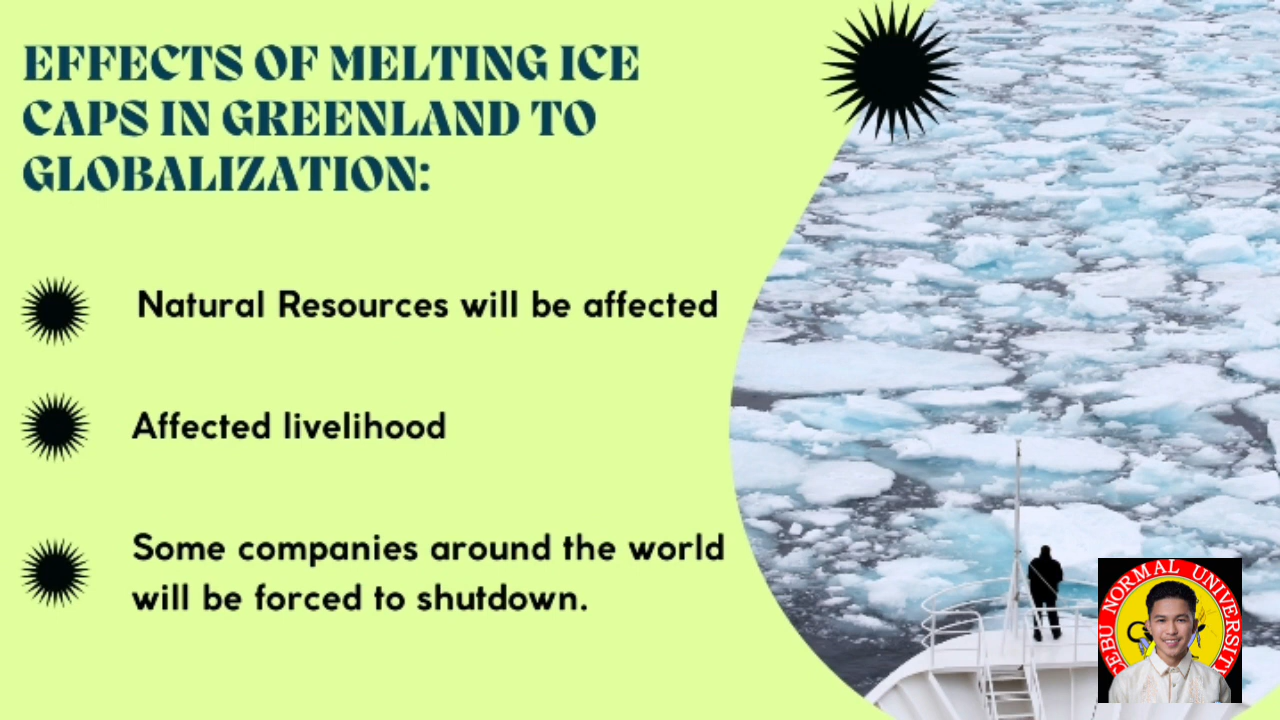 EFFECTS OF MELTING ICE
CAPS IN GREENLAND TO
GLOBALIZATION:
Natural Resources will be affected
Affected livelihood
Some companies around the world
will be forced to shutdown.
CEBU NORMAL UNIVERSITY